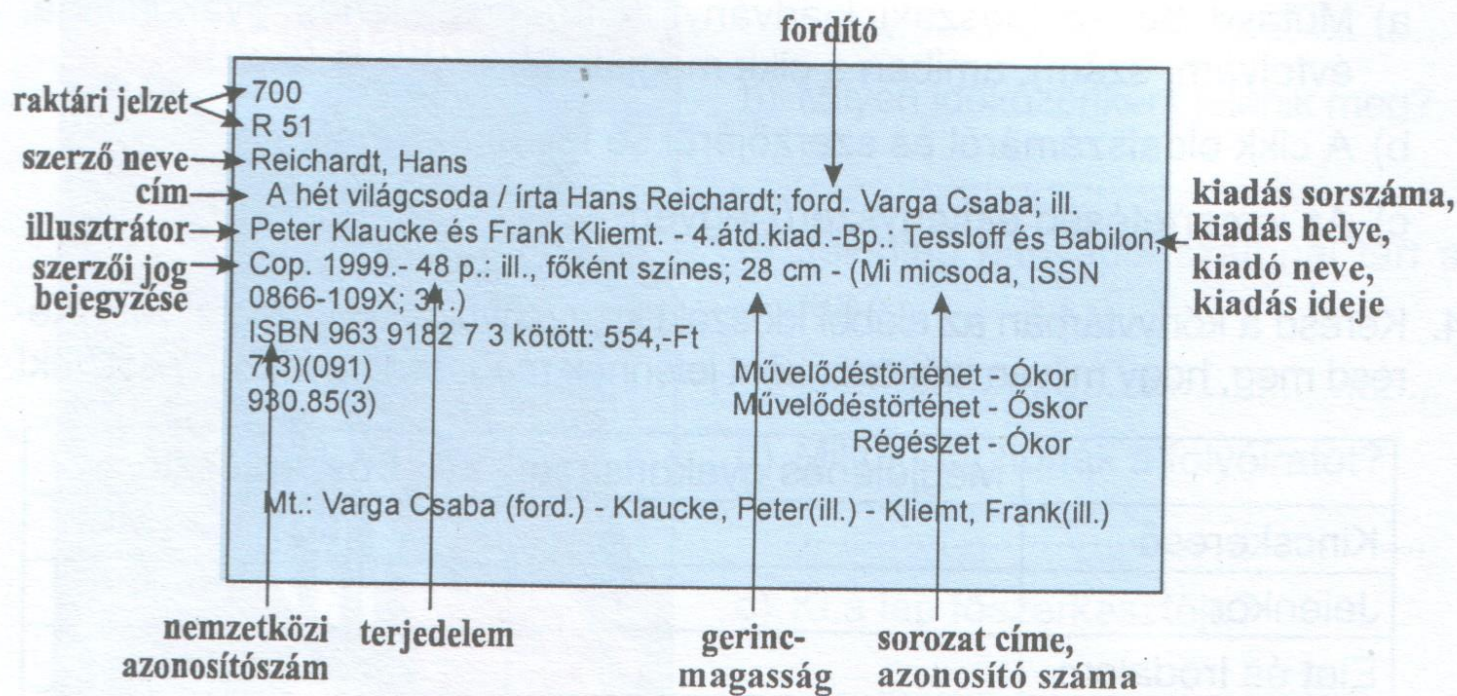 fordító
raktári jelzet
700
R 51
szerző neve
Reichardt, Hans
cím
A hét világcsoda / írta Hans Reichardt; ford. Varga Csaba; ill.
illusztrátor
Peter Klaucke és Frank Kliemt. - 4.átd.kiad.-Bp.: Tessloff és Babilon,
kiadás sorszáma,
kiadás helye,
kiadó neve,
kiadás ideje
szerzői jog
bejegyzése
Cop. 1999.- 48 p.: ill., főként színes; 28 cm - (Mi micsoda, ISSN
0866-109X; .)
ISBN 963 9182 7 3 kötött: 554,-Ft
Művelődéstörténet - Ókor
930.85(3) Művelődéstörténet - Őskor
Régészet - Ókor
Mt.: Varga Csaba (ford.) - Klaucke, Peter(ill.) - Kliemt, Frank(ill.)
nemzetközi
azonosítószám
terjedelem
gerinc-
magasság
sorozat címe,
azonosító száma